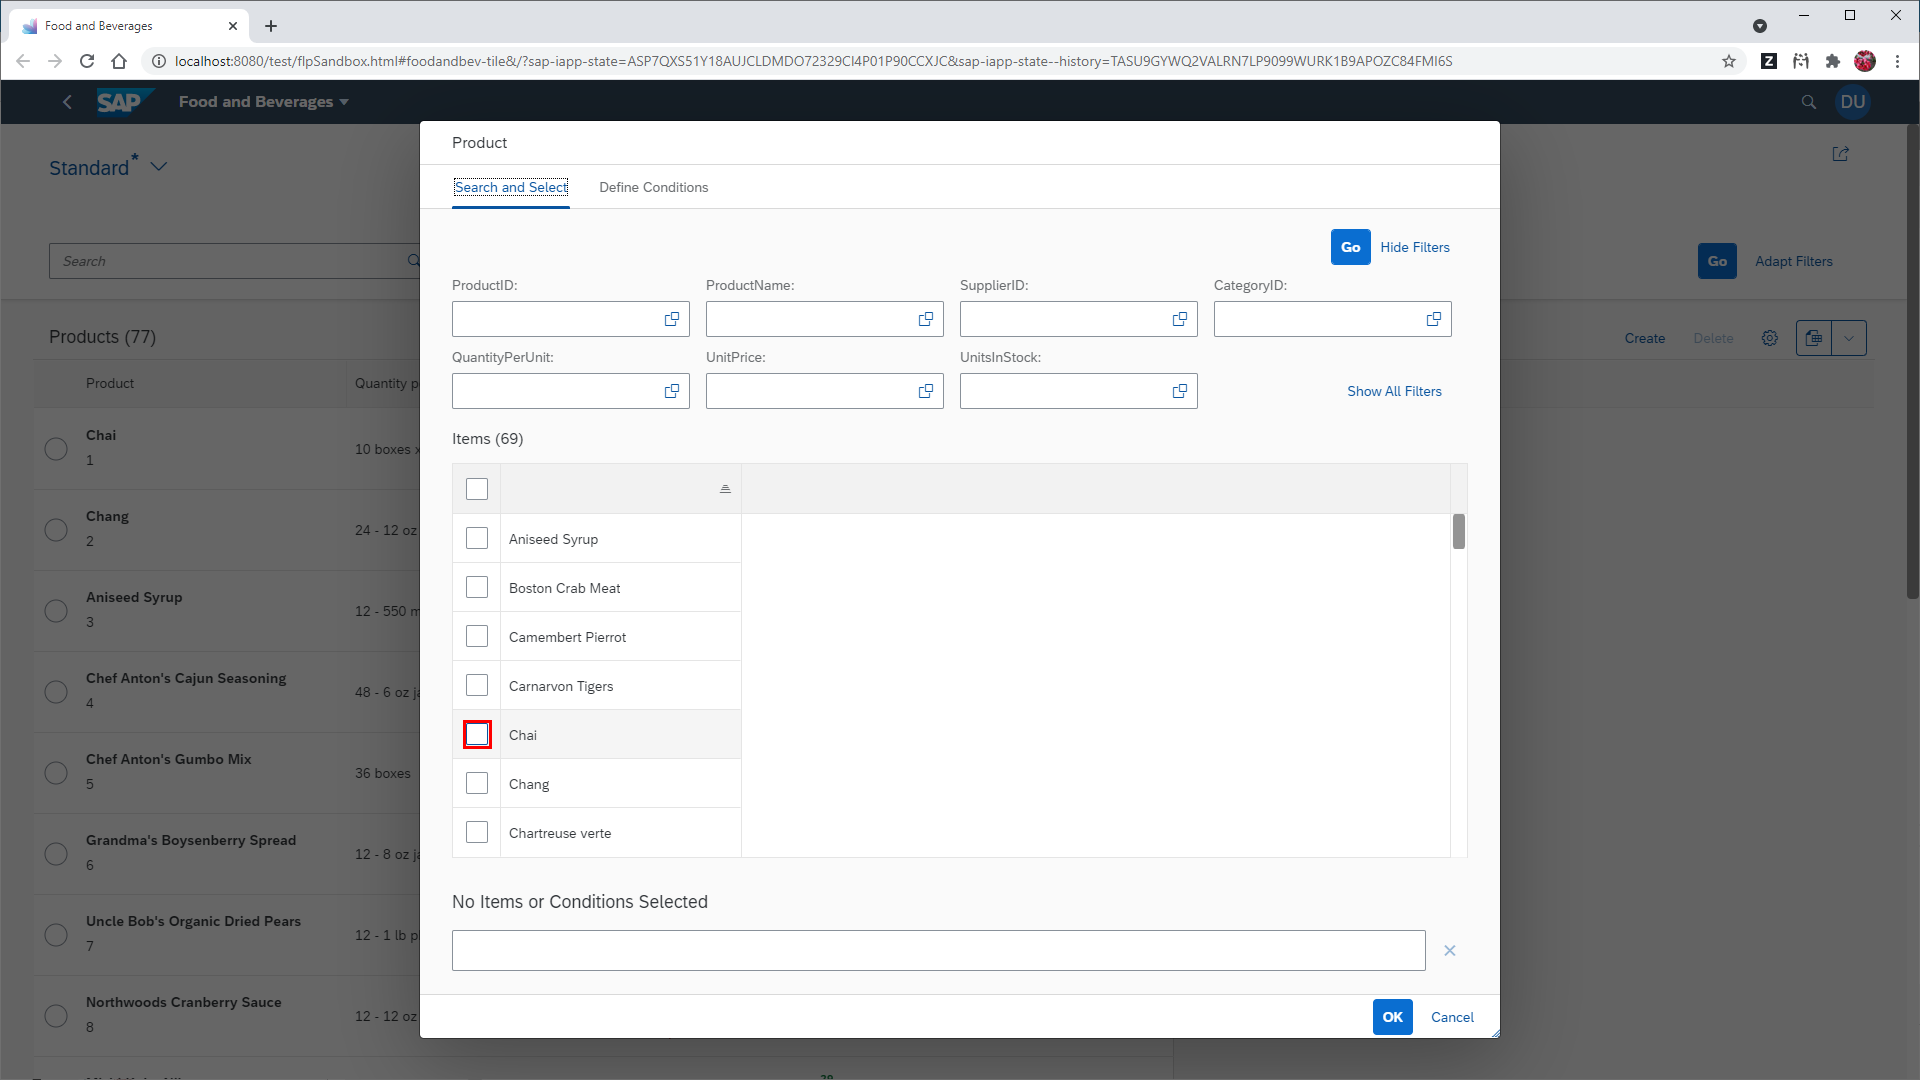 Food and Beverages
localhost:8080/test/flpSandbox.html#foodandbev-tile&/?sap-iapp-state=ASP7QXS51Y18AUJCLDMDO72329CI4P01P90CCXJC&sap-iapp-state--history=TASU9GYWQ2VALRN7LP9099WURK1B9APOZC84FMI6S
Z
SAP
Food and Beverages
DU
Standard*
Search
Go
Adapt Filters
Products (77)
Create
Delete
Product
Quantity p
Chai
1
10 boxes x
Chang
2
24 - 12 oz
Aniseed Syrup
3
12 - 550 m
Chef Anton's Cajun Seasoning
4
48 - 6 oz ja
Chef Anton's Gumbo Mix
5
36 boxes
Grandma's Boysenberry Spread
6
12 - 8 oz ja
Uncle Bob's Organic Dried Pears
7
12 - 1 lb p
Northwoods Cranberry Sauce
8
12 - 12 oz
Product
Search and Select
Define Conditions
Go
Hide Filters
ProductID:
ProductName:
SupplierID:
CategoryID:
QuantityPerUnit:
UnitPrice:
UnitsInStock:
Show All Filters
Items (69)
Aniseed Syrup
Boston Crab Meat
Camembert Pierrot
Carnarvon Tigers
Chai
Chang
Chartreuse verte
No Items or Conditions Selected
OK
Cancel